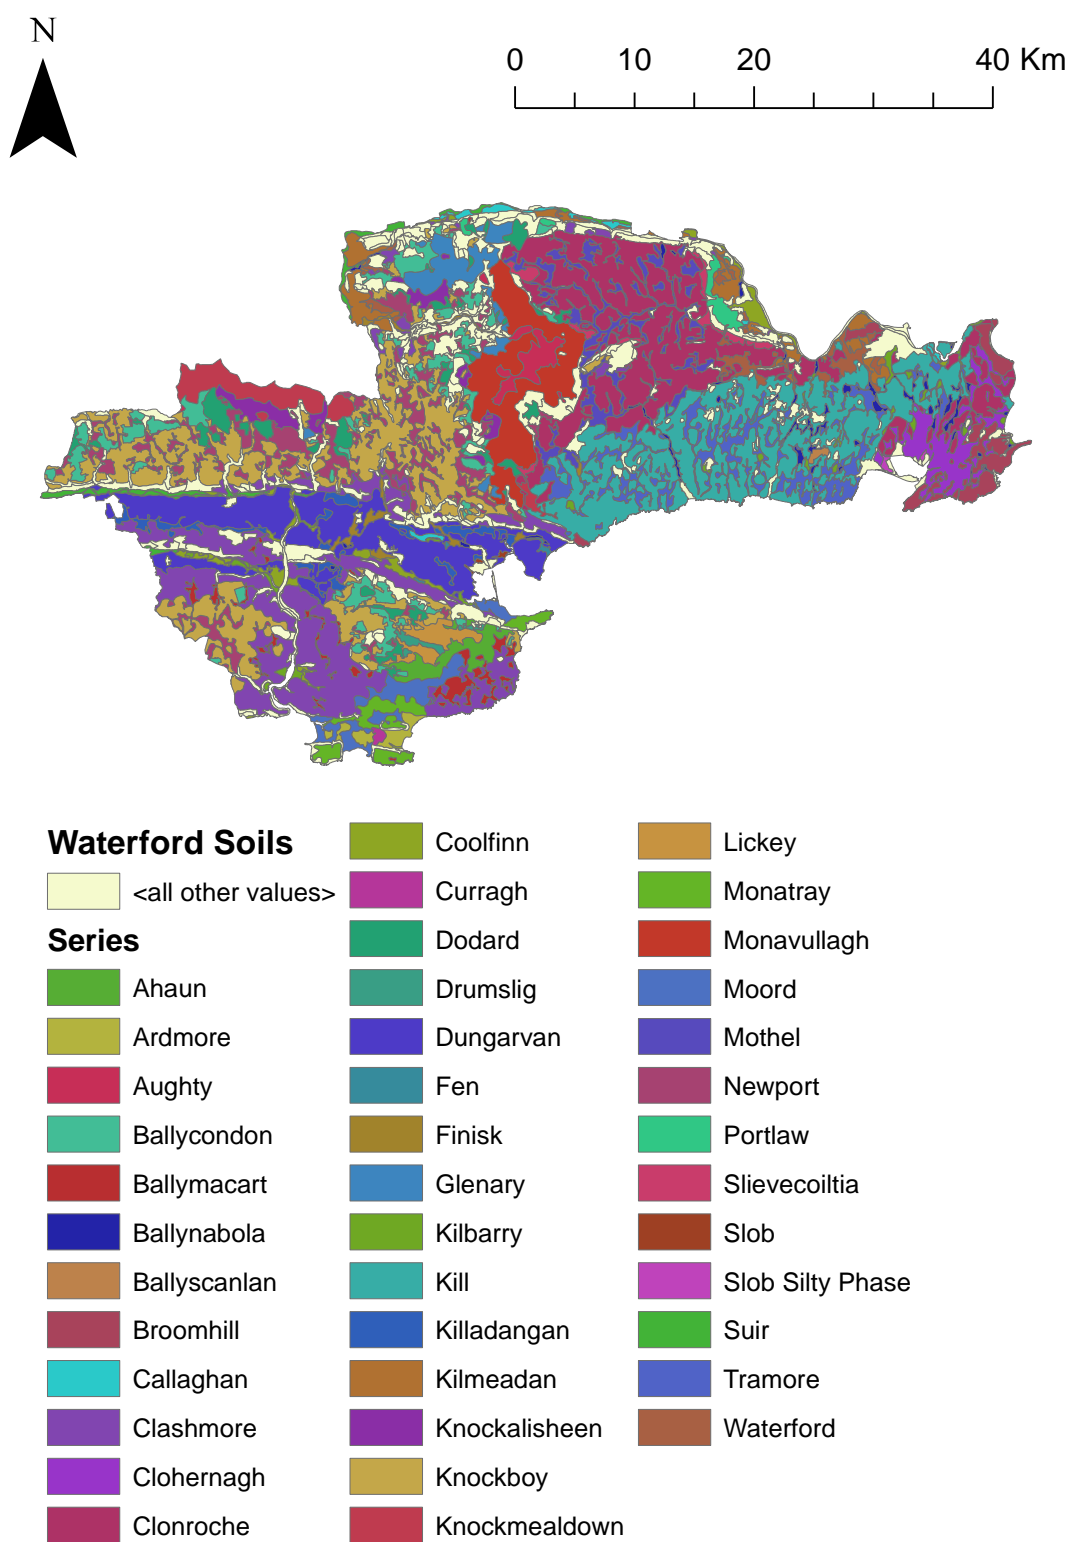 N
0 10 20 40 Km
Waterford Soils
<all other values>
Series
Ahaun
Ardmore
Aughty
Ballycondon
Ballymacart
Ballynabola
Ballyscanlan
Broomhill
Callaghan
Clashmore
Clohernagh
Clonroche
Coolfinn
Curragh
Dodard
Drumslig
Dungarvan
Fen
Finisk
Glenary
Kilbarry
Kill
Killadangan
Kilmeadan
Knockalisheen
Knockboy
Knockmealdown
Lickey
Monatray
Monavullagh
Moord
Mothel
Newport
Portlaw
Slievecoiltia
Slob
Slob Silty Phase
Suir
Tramore
Waterford